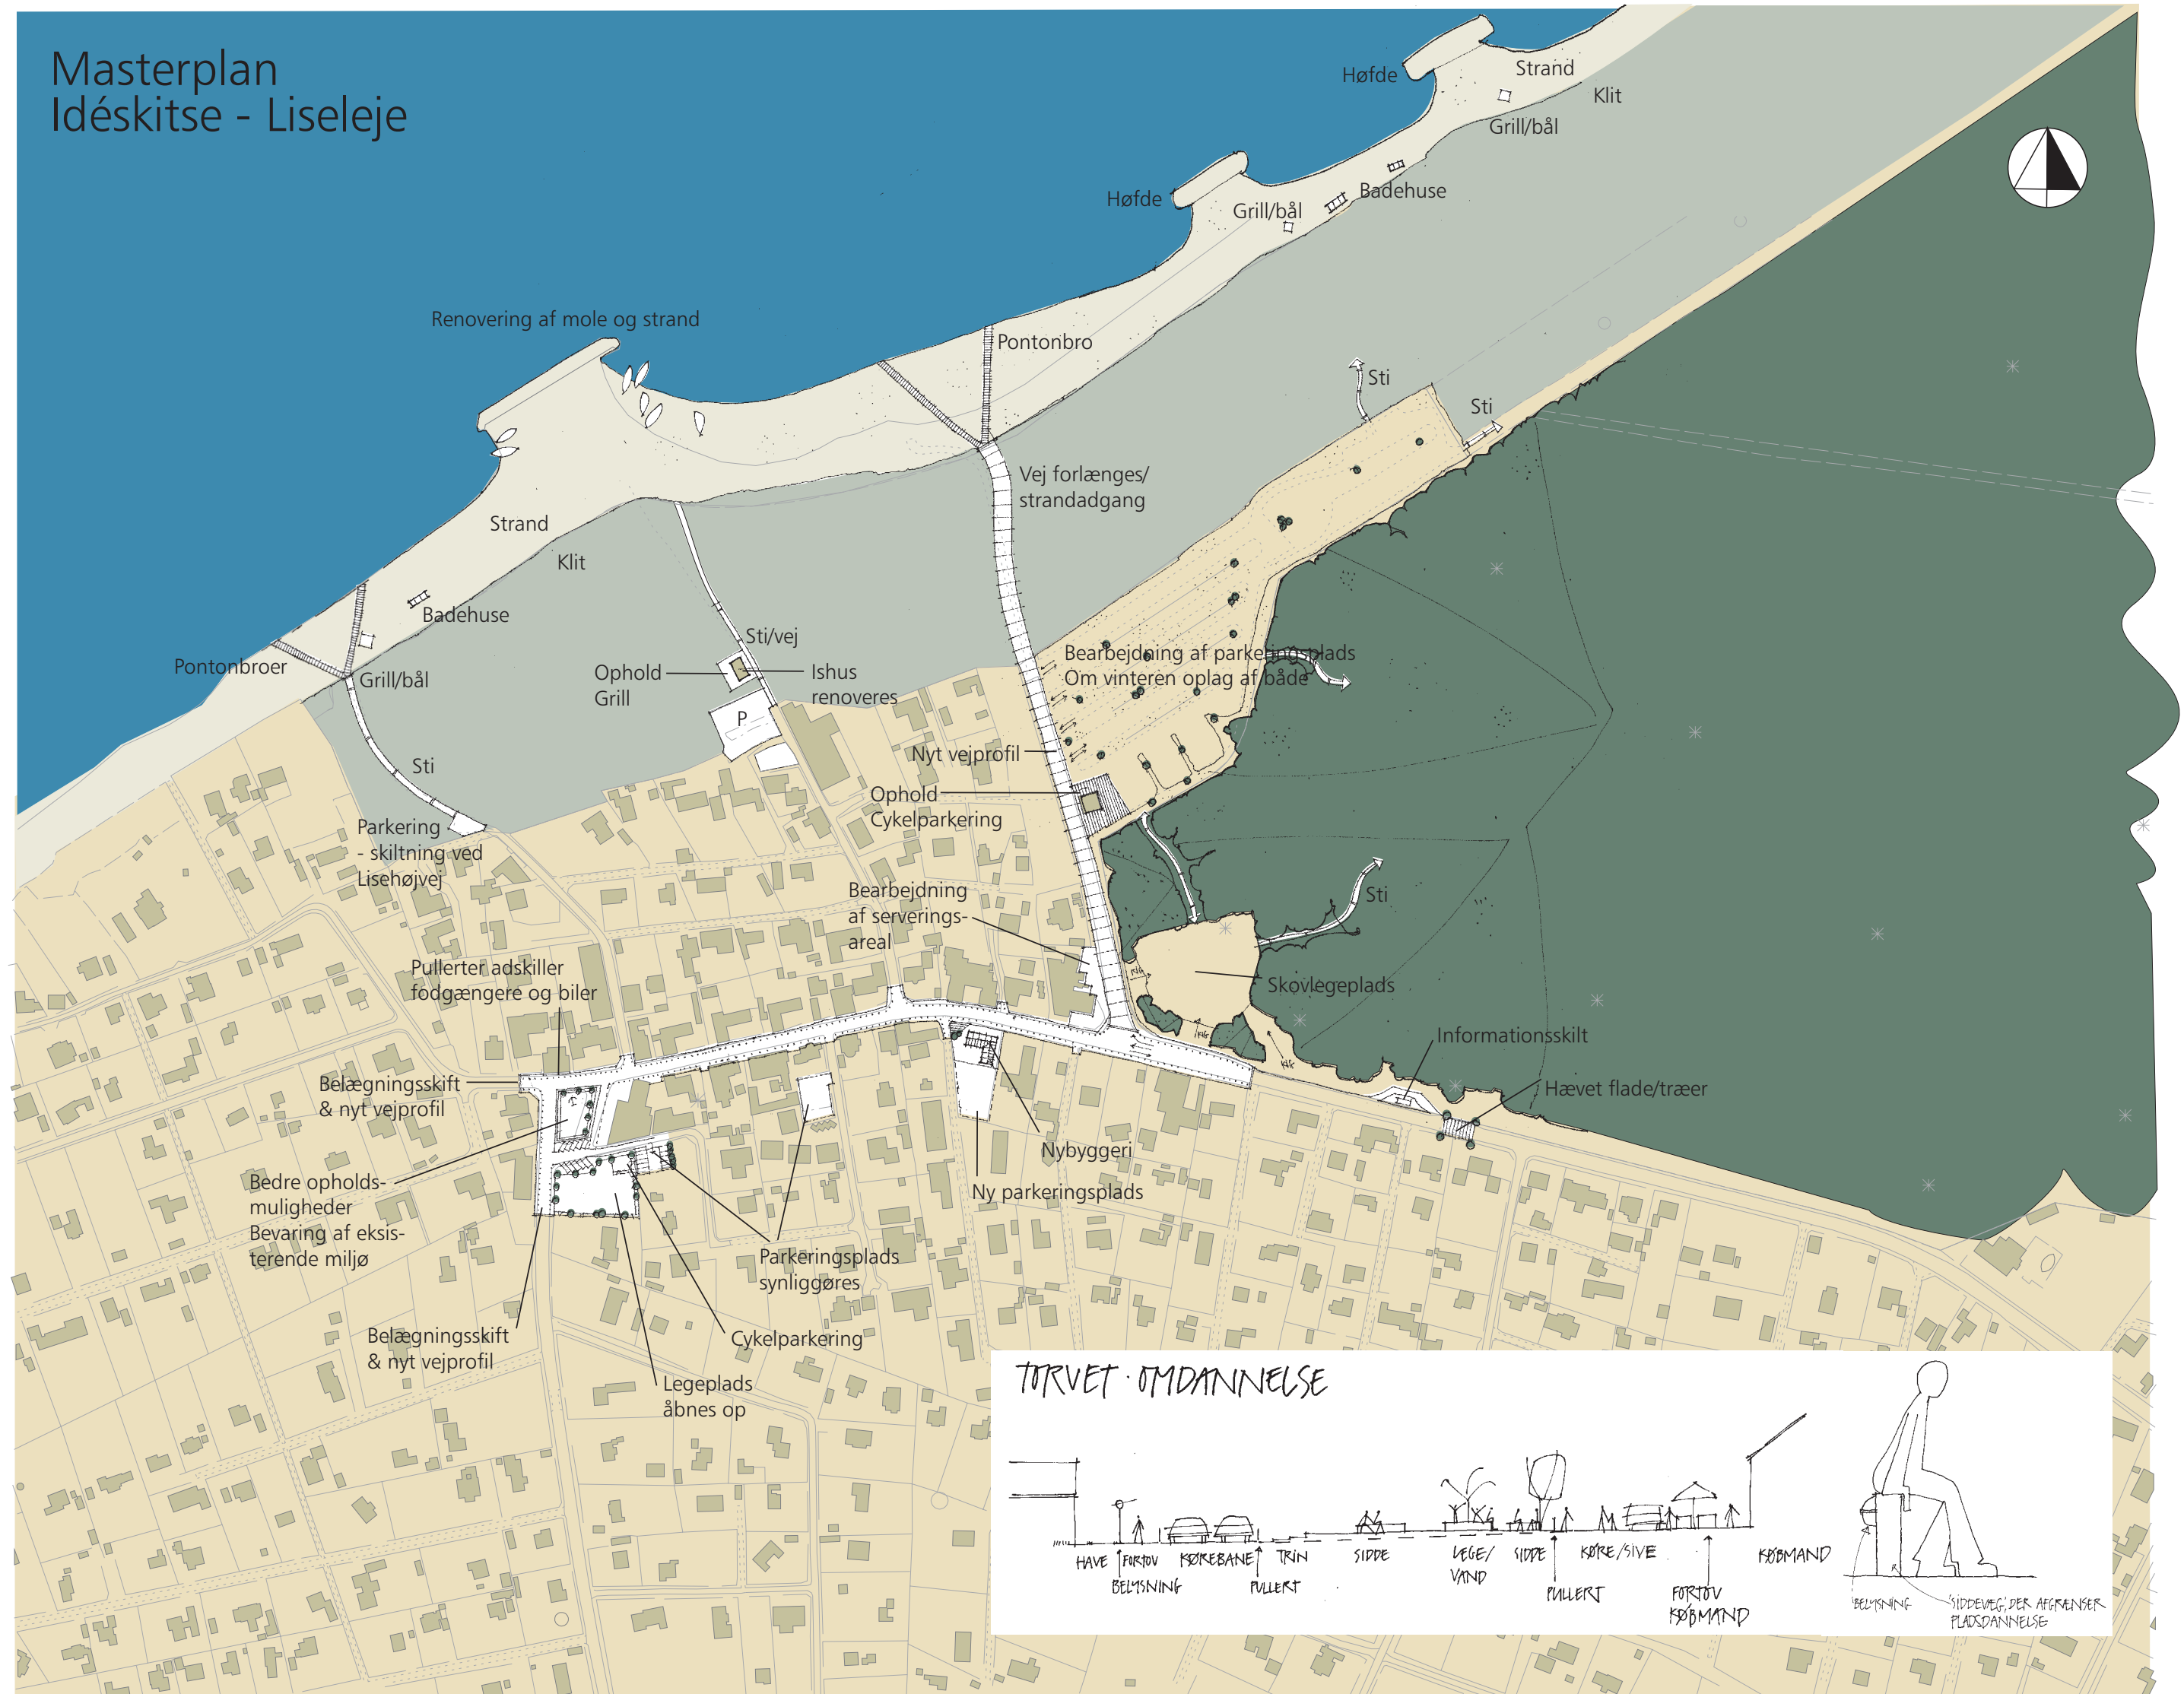 Masterplan
Idéskitse - Liseleje
Høfde
Strand
Klit
Grill/bål
Høfde
Grill/bål
Badehuse
Renovering af mole og strand
Pontonbro
Sti
Sti
Vej forlænges/
strandadgang
Strand
Klit
Badehuse
Pontonbroer
Grill/bål
Sti/vej
Ophold
Grill
Ishus
renoveres
P
Bearbejdning af parkeringsplads
Om vinteren oplag af både
Nyt vejprofil
Sti
Ophold
Cykelparkering
Parkering
- skiltning ved
Lisehøjvej
Bearbejdning
af serverings-
areal
Sti
Pullerter adskiller
fodgængere og biler
Skovlegeplads
Informationsskilt
Belægningsskift
& nyt vejprofil
Hævet flade/træer
Nybyggeri
Bedre opholds-
muligheder
Bevaring af eksis-
terende miljø
Ny parkeringsplads
Parkeringsplads
synliggøres
Belægningsskift
& nyt vejprofil
Cykelparkering
Legeplads
åbnes op
TORVET · OMDANNELSE
HAVE FORTOV KØREBANE TRIN SIDDE LEGE/ SIDDE KØRE/SIVE KØBMAND
VAND
BELYSNING PULLERT PULLERT FORTOV
KØBMAND
BELYSNING
'SIDDEVÆG', DER AFGRÆNSER
PLADSDANNELSE